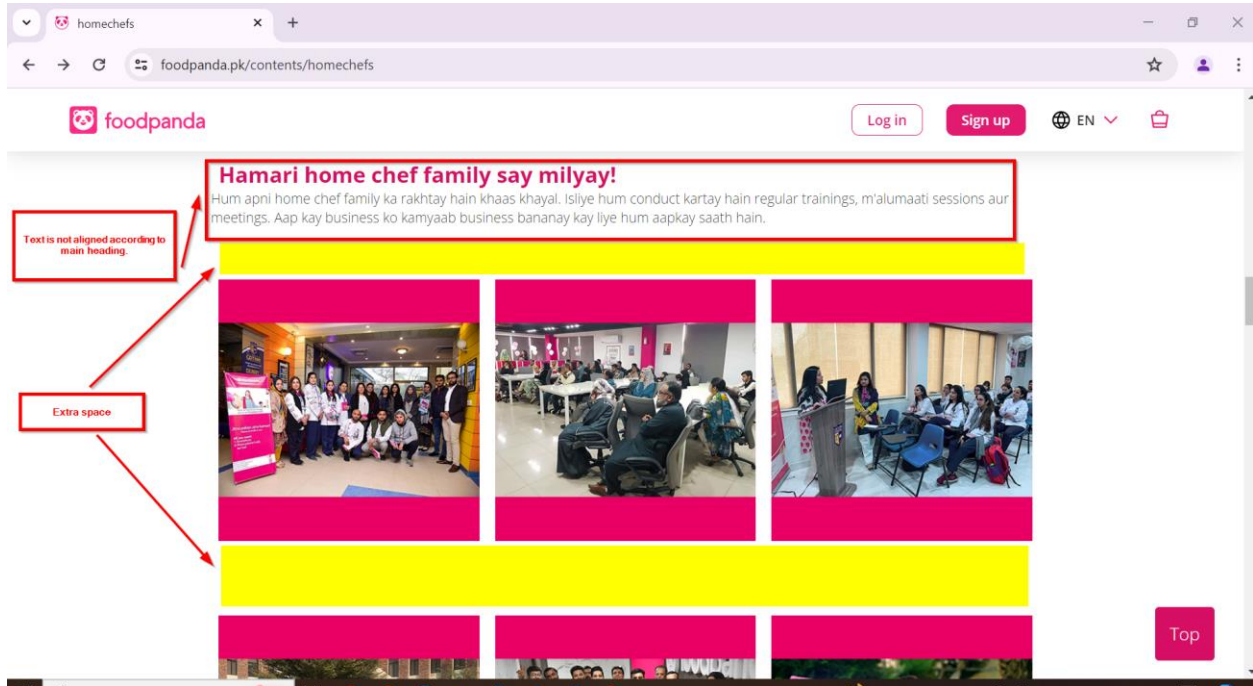 homechefs
foodpanda.pk/contents/homechefs
foodpanda
Log in
Sign up
EN
Hamari home chef family say milyay!
Hum apni home chef family ka rakhtay hain khaas khayal. Isliye hum conduct kartay hain regular trainings, m'alumaati sessions aur
meetings. Aap kay business ko kamyaab business bananay kay liye hum aapkay saath hain.
Text is not aligned according to
main heading.
Extra space
Top